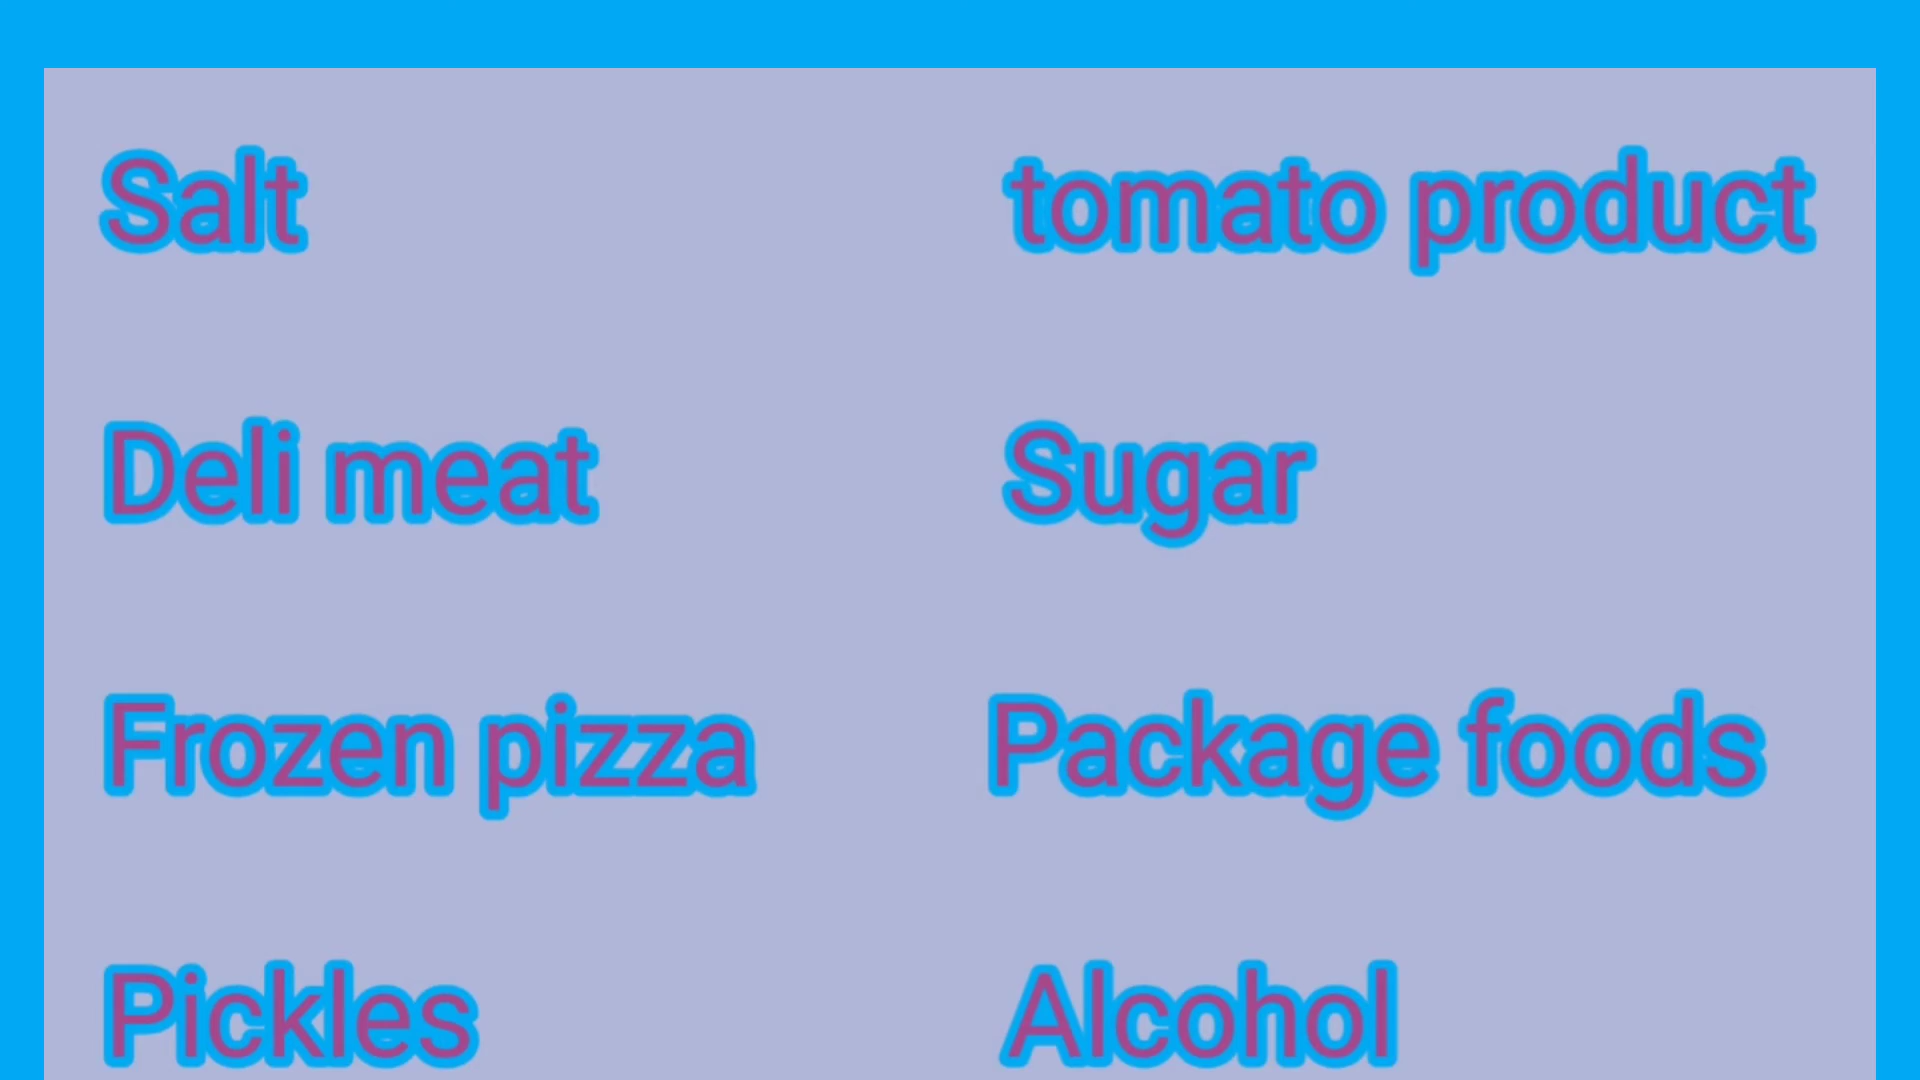 Salt
tomato product
Deli meat
Sugar
Frozen pizza
Package foods
Pickles
Alcohol